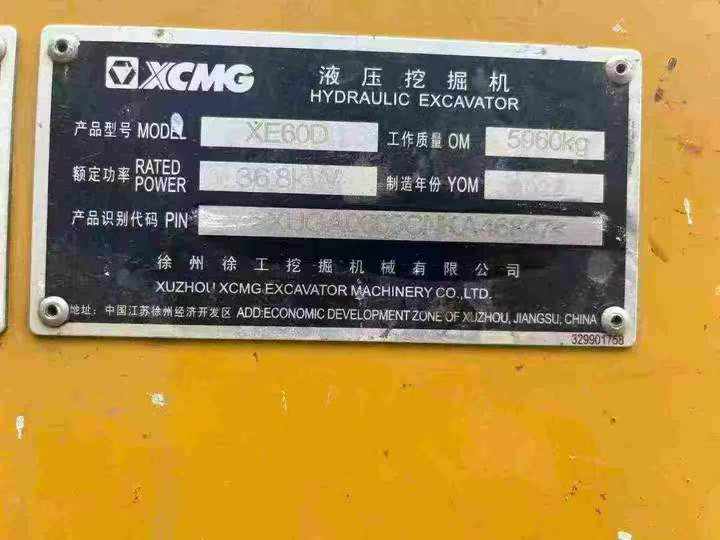 XCMG 液压挖掘机
HYDRAULIC EXCAVATOR
产品型号 MODEL XE60D 工作质量 OM 5960kg
额定功率 RATED POWER 36.8kW 制造年份 YOM
产品识别代码 PIN
徐州徐工挖掘机械有限公司
XUZHOU XCMG EXCAVATOR MACHINERY CO.,LTD.
地址: 中国江苏徐州经济开发区 ADD:ECONOMIC DEVELOPMENT ZONE OF XUZHOU, JIANGSU, CHINA
329901758